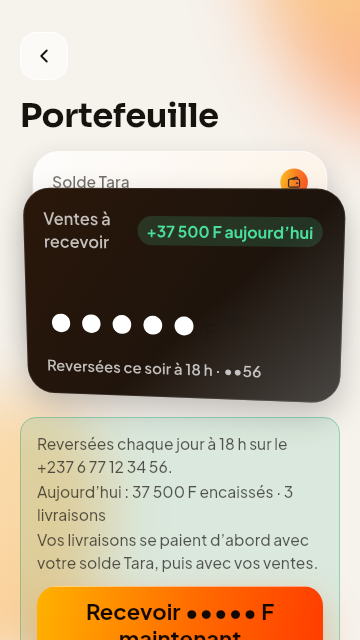 Portefeuille
Solde Tara
Ventes à
recevoir
+37 500 F aujourd’hui
●●●●●
Reversées ce soir à 18 h · ●●56
Reversées chaque jour à 18 h sur le
+237 6 77 12 34 56.
Aujourd’hui : 37 500 F encaissés · 3
livraisons
Vos livraisons se paient d’abord avec
votre solde Tara, puis avec vos ventes.
Recevoir ●●●●● F
maintenant